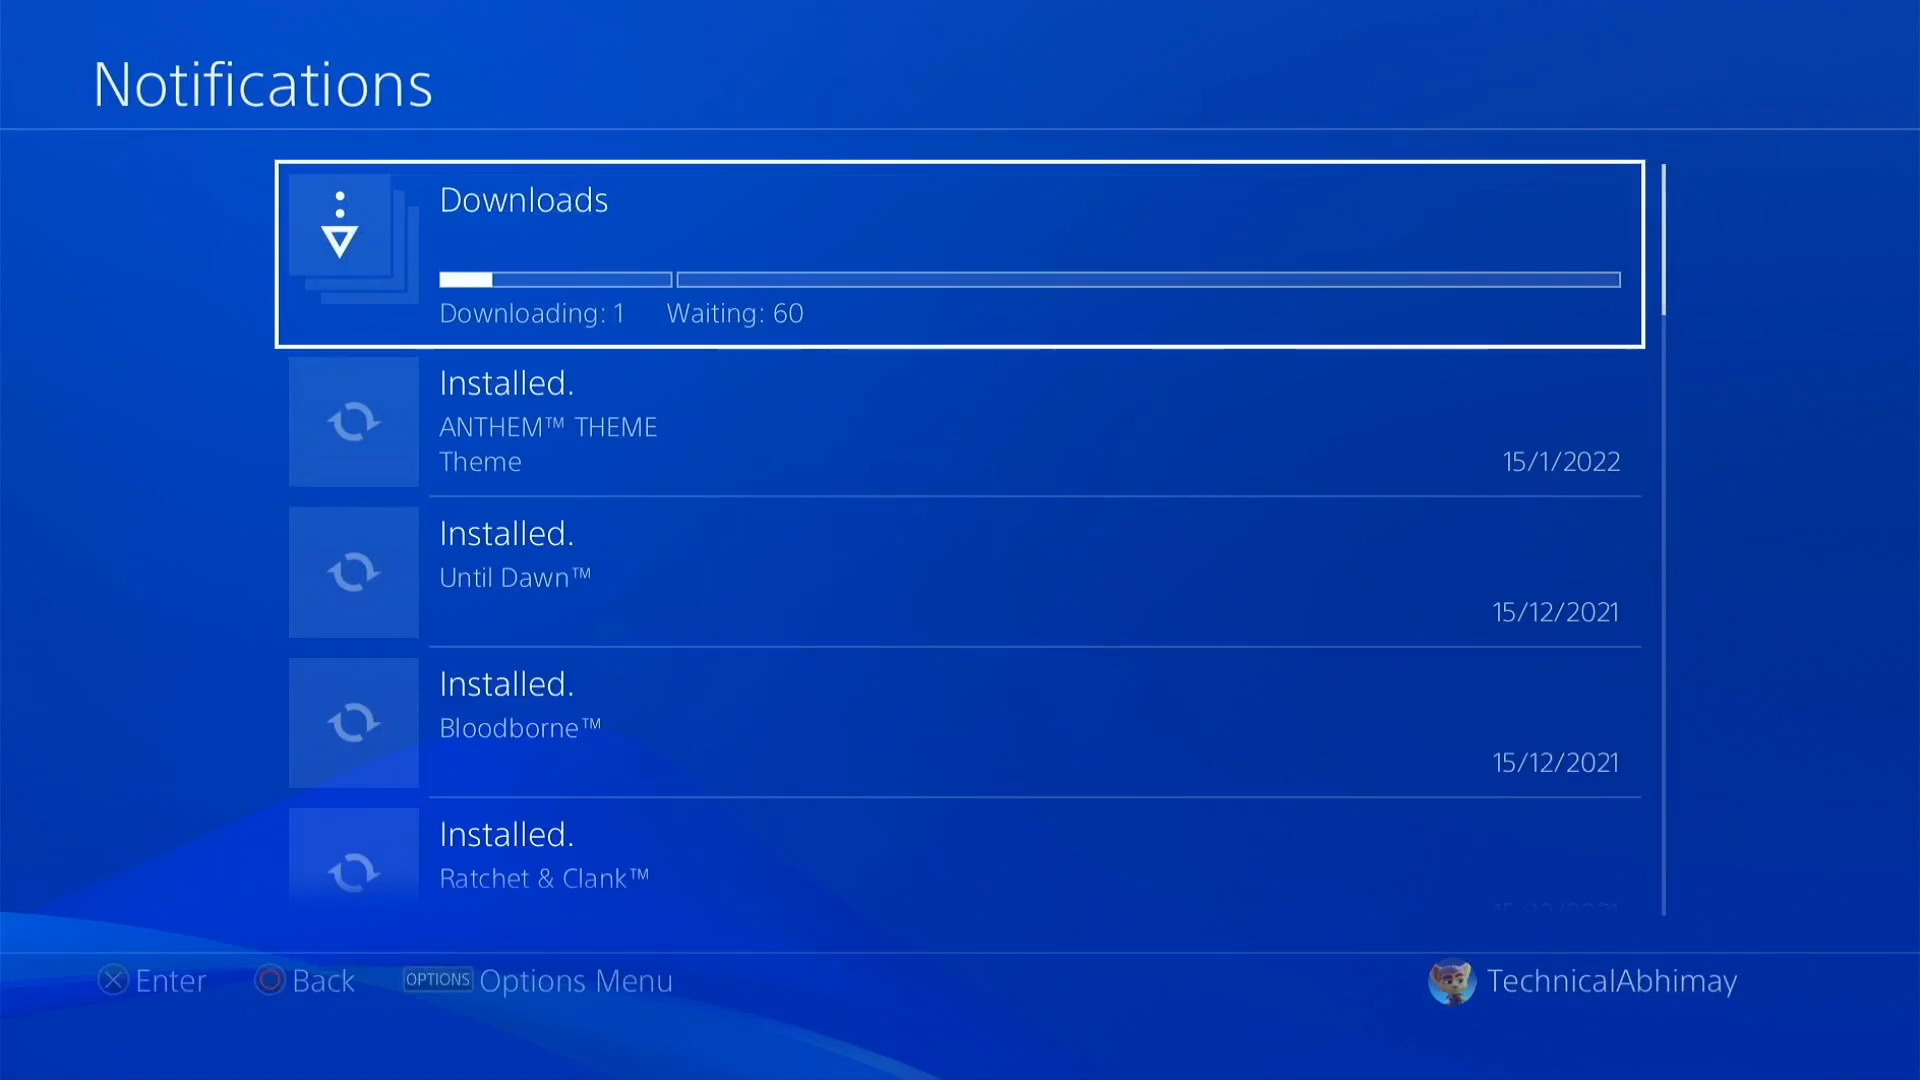 Notifications
Downloads
Downloading: 1 Waiting: 60
Installed.
ANTHEM™ THEME
Theme
15/1/2022
Installed.
Until Dawn™
15/12/2021
Installed.
Bloodborne™
15/12/2021
Installed.
Ratchet & Clank™
Enter Back OPTIONS Options Menu TechnicalAbhimay